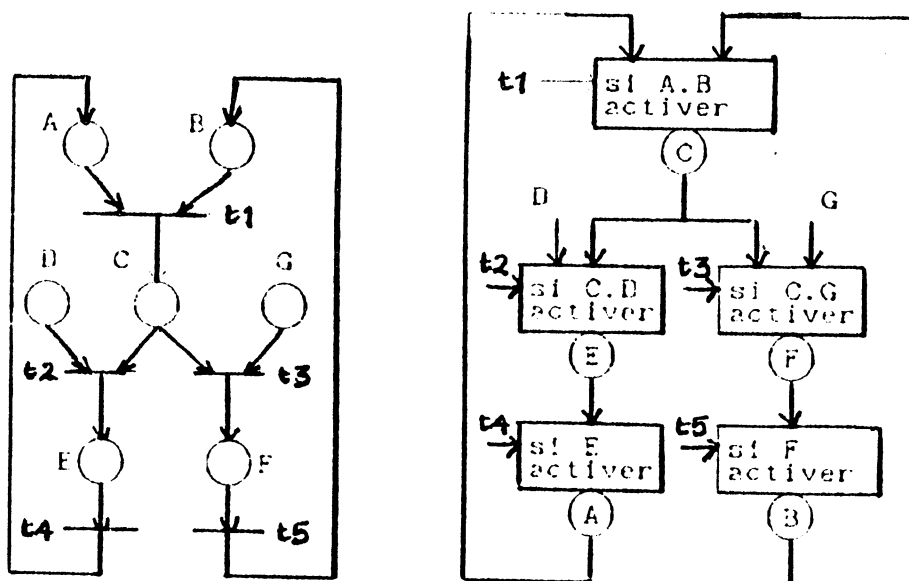 A
B
t1
D
C
G
t2
t3
E
F
t4
t5
t1
si A.B
activer
C
D
G
t2
si C.D
activer
E
t3
si C.G
activer
F
t4
si E
activer
A
t5
si F
activer
B